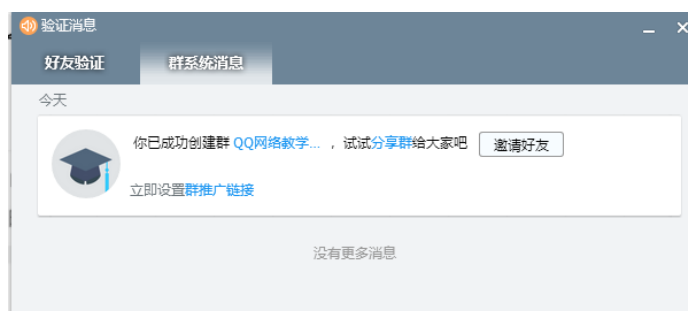 验证消息
好友验证 群系统消息
今天
你已成功创建群 QQ网络教学... ，试试分享群给大家吧 邀请好友
立即设置群推广链接
没有更多消息